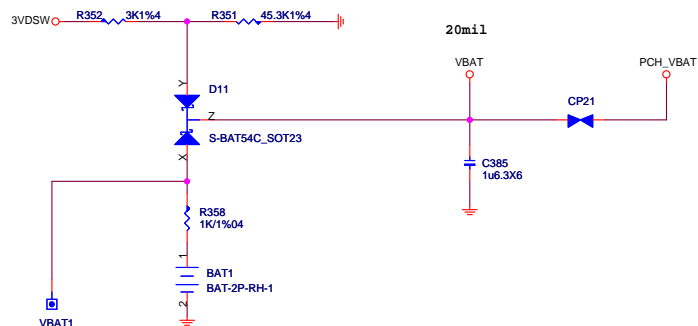 3VDSW R352 3K1%4 R351 45.3K1%4
20mil
VBAT PCH_VBAT
Y D11 CP21
Z
S-BAT54C_SOT23
X C385
1u6.3X6
R358
1K/1%04
1
BAT1
BAT-2P-RH-1
2
VBAT1